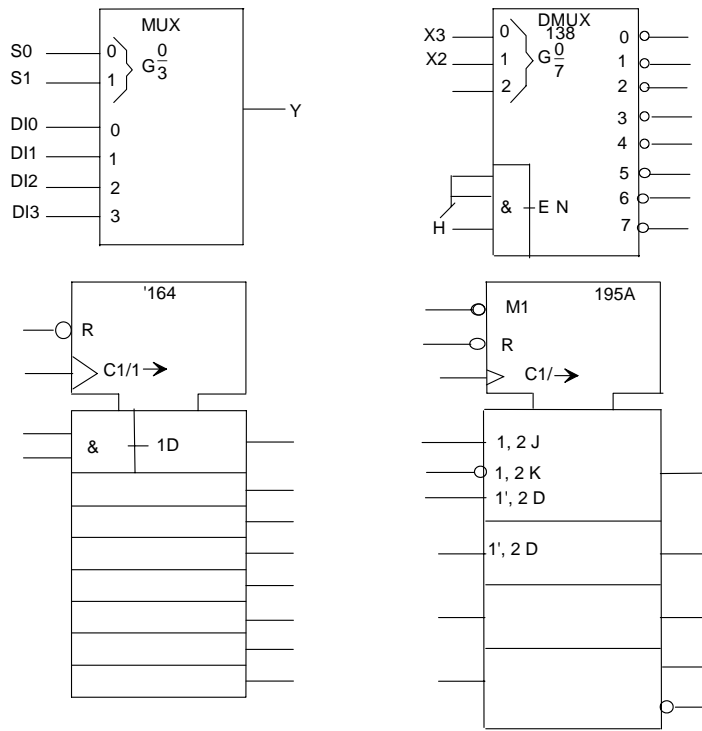 MUX
S0 0
S1 1
G 0/3
DI0 0
DI1 1
DI2 2
DI3 3
Y
DMUX
138
X3 0 0
X2 1 1
G 0/7
2 2
3
4
5
& E N 6
H 7
'164
R
C1/1
& 1D
195A
M1
R
C1/
1, 2 J
1, 2 K
1', 2 D
1', 2 D